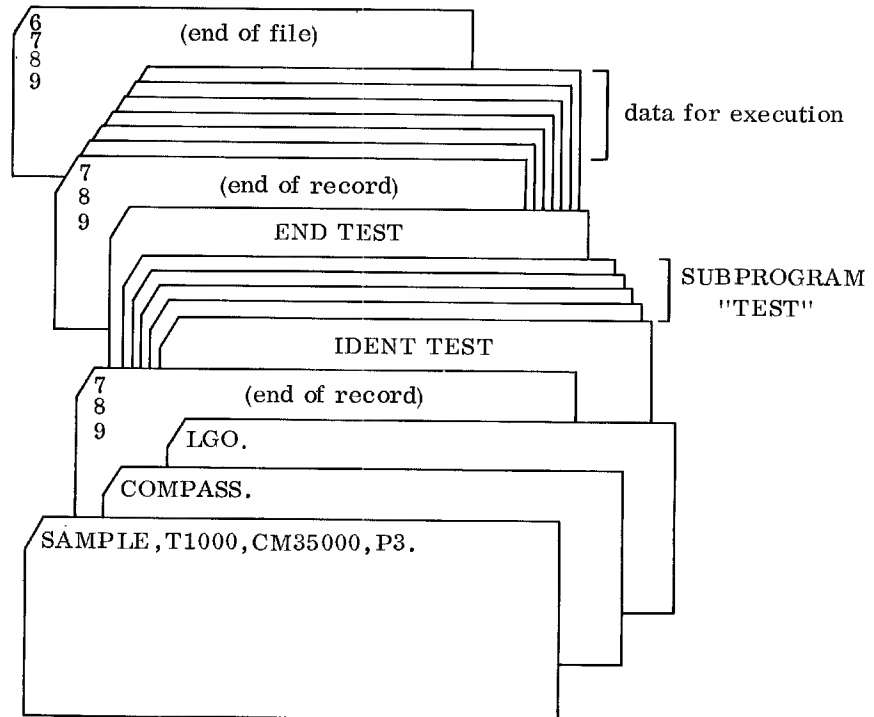 6
7
8
9
(end of file)
data for execution
7
8
9
(end of record)
END TEST
SUBPROGRAM
"TEST"
IDENT TEST
7
8
9
(end of record)
LGO.
COMPASS.
SAMPLE,T1000,CM35000,P3.